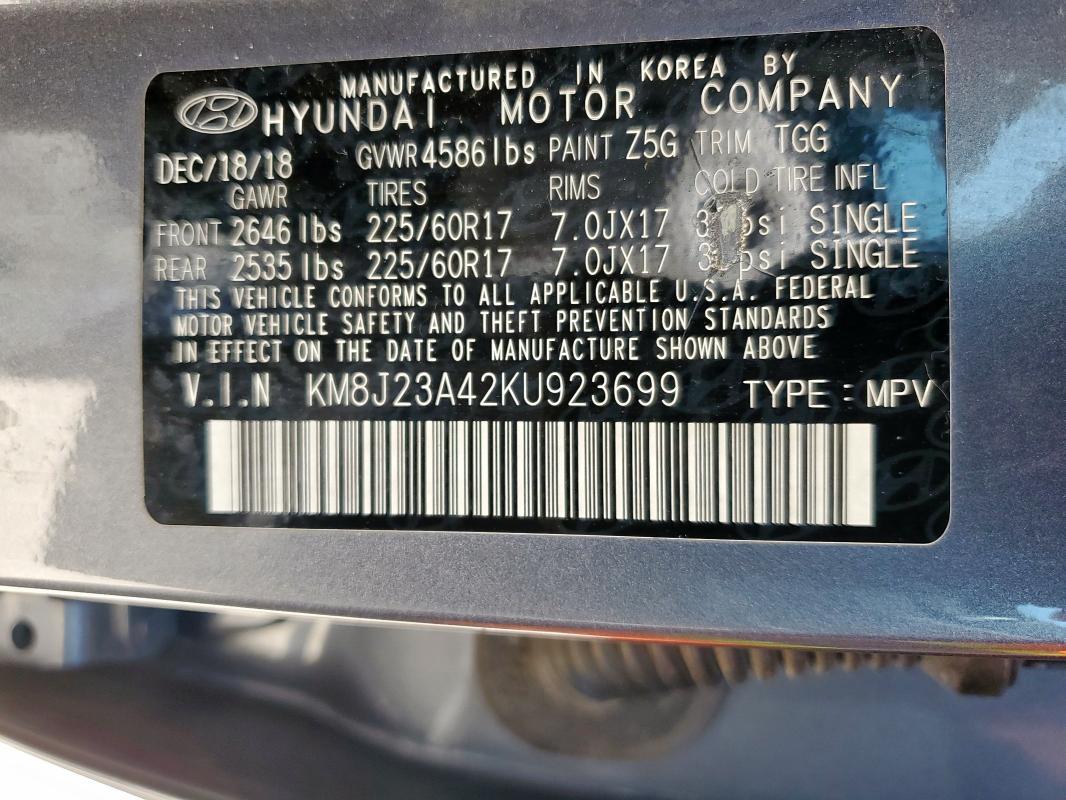 MANUFACTURED IN KOREA BY
HYUNDAI MOTOR COMPANY
DEC/18/18 GVWR 4586 lbs PAINT Z5G TRIM TGG
GAWR TIRES RIMS COLD TIRE INFL
FRONT 2646 lbs 225/60R17 7.0JX17 psi SINGLE
REAR 2535 lbs 225/60R17 7.0JX17 psi SINGLE
THIS VEHICLE CONFORMS TO ALL APPLICABLE U.S.A. FEDERAL
MOTOR VEHICLE SAFETY AND THEFT PREVENTION STANDARDS
IN EFFECT ON THE DATE OF MANUFACTURE SHOWN ABOVE
V.I.N KM8J23A42KU923699 TYPE : MPV